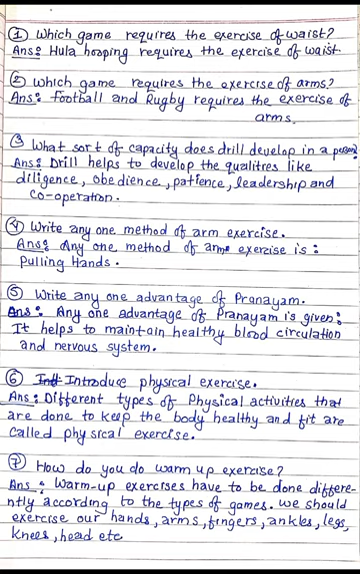 ① Which game requires the exercise of waist?
Ans: Hula hooping requires the exercise of waist.
② Which game requires the exercise of arms?
Ans: Football and Rugby requires the exercise of
arms.
③ What sort of capacity does drill develop in a person?
Ans: Drill helps to develop the qualitres like
diligence, obedience, patience, leadership and
co-operation.
④ Write any one method of arm exercise.
Ans: Any one method of arm exercise is:
Pulling Hands.
⑤ Write any one advantage of Pranayam.
Ans: Any one advantage of Pranayam is given:
It helps to maintain healthy blood circulation
and nervous system.
⑥ Introduce physical exercise.
Ans: Different types of Physical activities that
are done to keep the body healthy and fit are
called physical exercise.
⑦ How do you do warm up exercise?
Ans: Warm-up exercises have to be done differe-
ntly according to the types of games. we should
exercise our hands, arms, fingers, ankles, legs,
knees, head etc